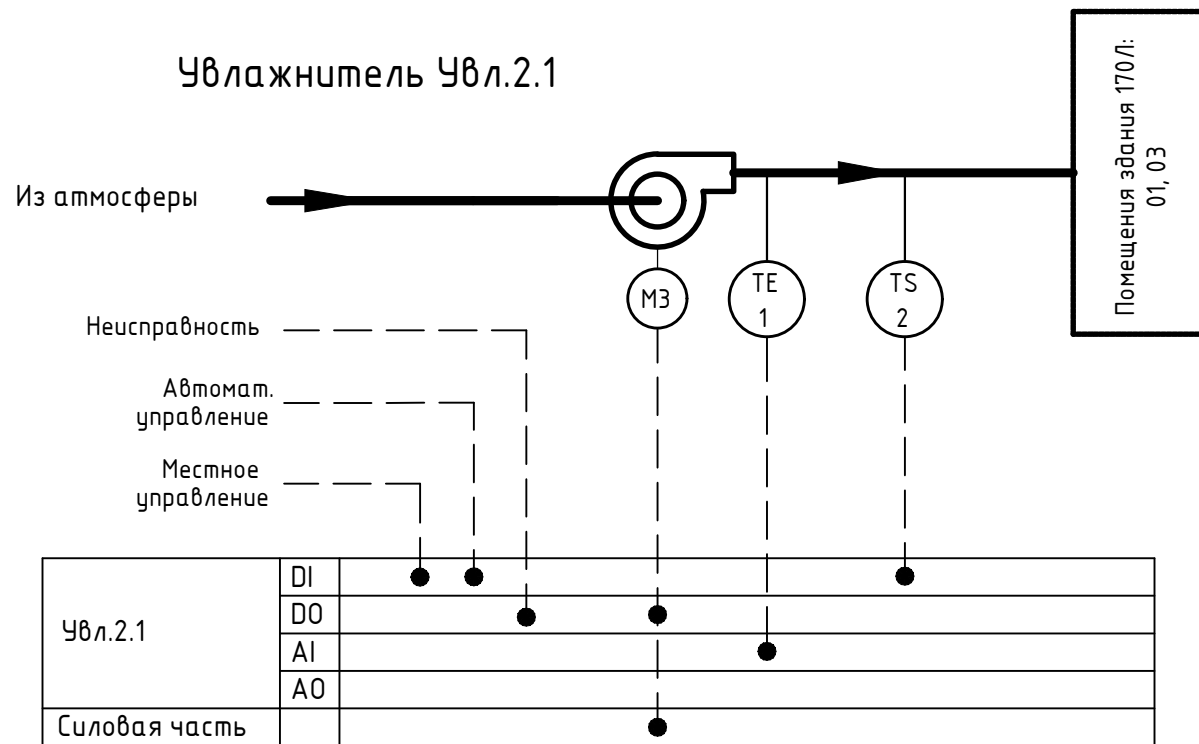 Увлажнитель Увл.2.1
Помещения здания 170Л:
01, 03
Из атмосферы
М3
TE
1
TS
2
Неисправность
Автомат.
управление
Местное
управление
Увл.2.1
DI
DO
AI
AO
Силовая часть